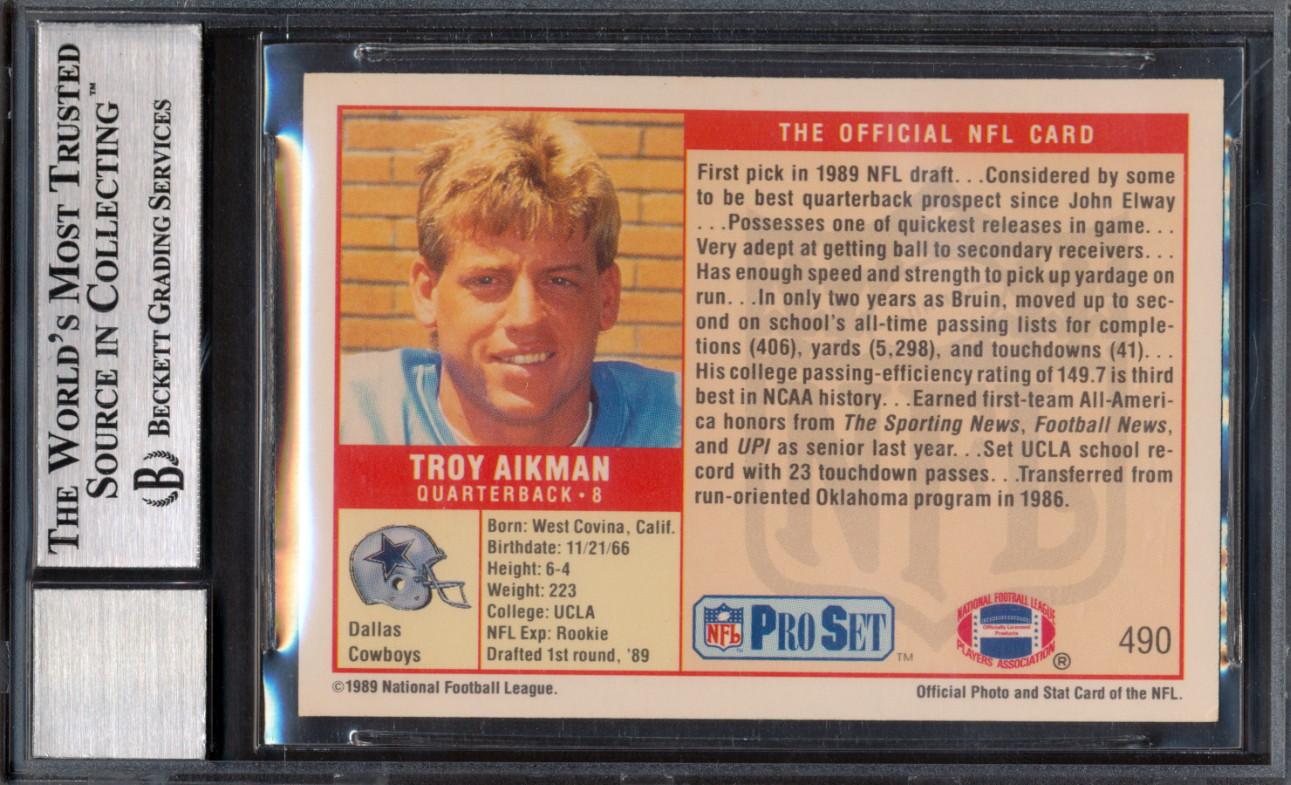 THE WORLD'S MOST TRUSTED
SOURCE IN COLLECTING™
B BECKETT GRADING SERVICES
THE OFFICIAL NFL CARD
First pick in 1989 NFL draft. . .Considered by some
to be best quarterback prospect since John Elway
. . .Possesses one of quickest releases in game. . .
Very adept at getting ball to secondary receivers. . .
Has enough speed and strength to pick up yardage on
run. . .In only two years as Bruin, moved up to sec-
ond on school's all-time passing lists for comple-
tions (406), yards (5,298), and touchdowns (41). . .
His college passing-efficiency rating of 149.7 is third
best in NCAA history. . .Earned first-team All-Ameri-
ca honors from The Sporting News, Football News,
and UPI as senior last year. . .Set UCLA school re-
cord with 23 touchdown passes. . .Transferred from
run-oriented Oklahoma program in 1986.
TROY AIKMAN
QUARTERBACK • 8
Dallas
Cowboys
Born: West Covina, Calif.
Birthdate: 11/21/66
Height: 6-4
Weight: 223
College: UCLA
NFL Exp: Rookie
Drafted 1st round, '89
NFL
NFL PRO SET™
NATIONAL FOOTBALL LEAGUE
Officially Licensed
Products
PLAYERS ASSOCIATION ®
490
©1989 National Football League.
Official Photo and Stat Card of the NFL.